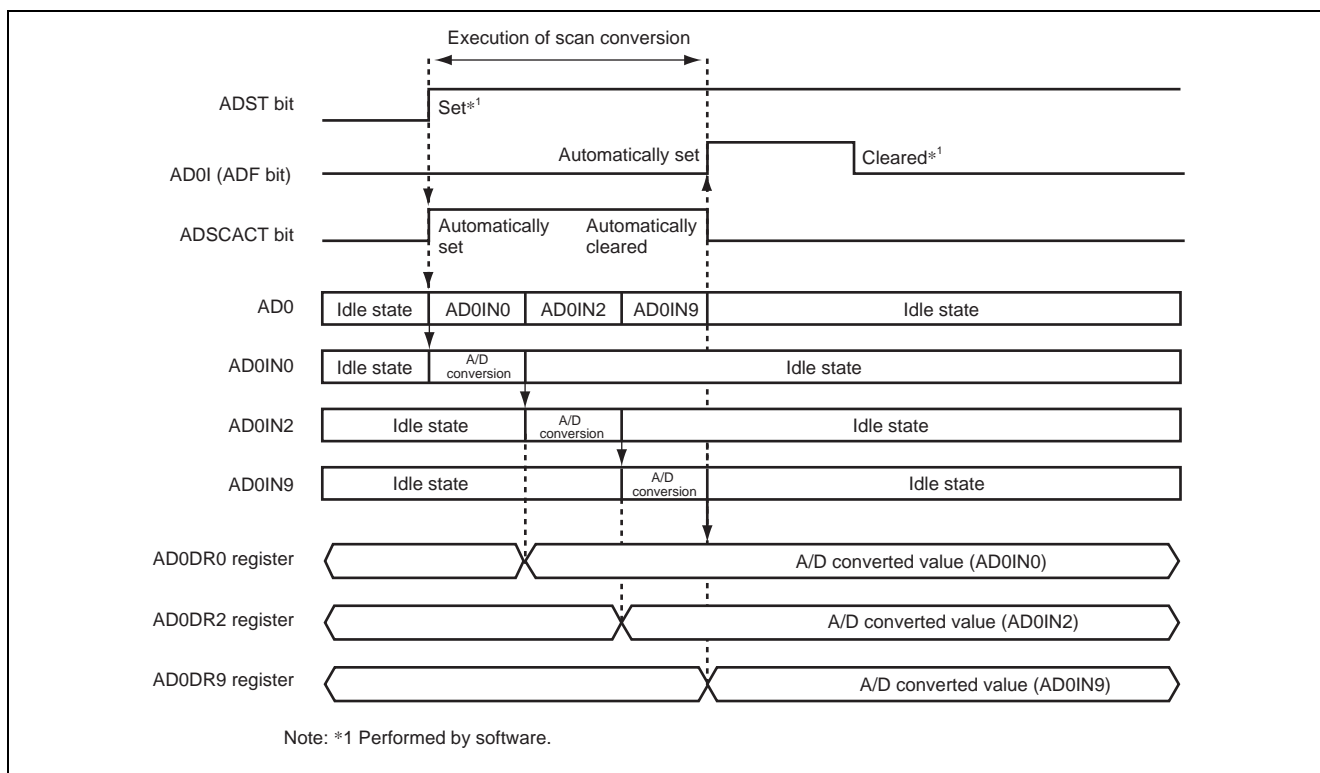 Execution of scan conversion
ADST bit
Set*1
Automatically set
Cleared*1
AD0I (ADF bit)
ADSCACT bit
Automatically
set
Automatically
cleared
AD0
Idle state
AD0IN0
AD0IN2
AD0IN9
Idle state
AD0IN0
Idle state
A/D
conversion
Idle state
AD0IN2
Idle state
A/D
conversion
Idle state
AD0IN9
Idle state
A/D
conversion
Idle state
AD0DR0 register
A/D converted value (AD0IN0)
AD0DR2 register
A/D converted value (AD0IN2)
AD0DR9 register
A/D converted value (AD0IN9)
Note: *1 Performed by software.